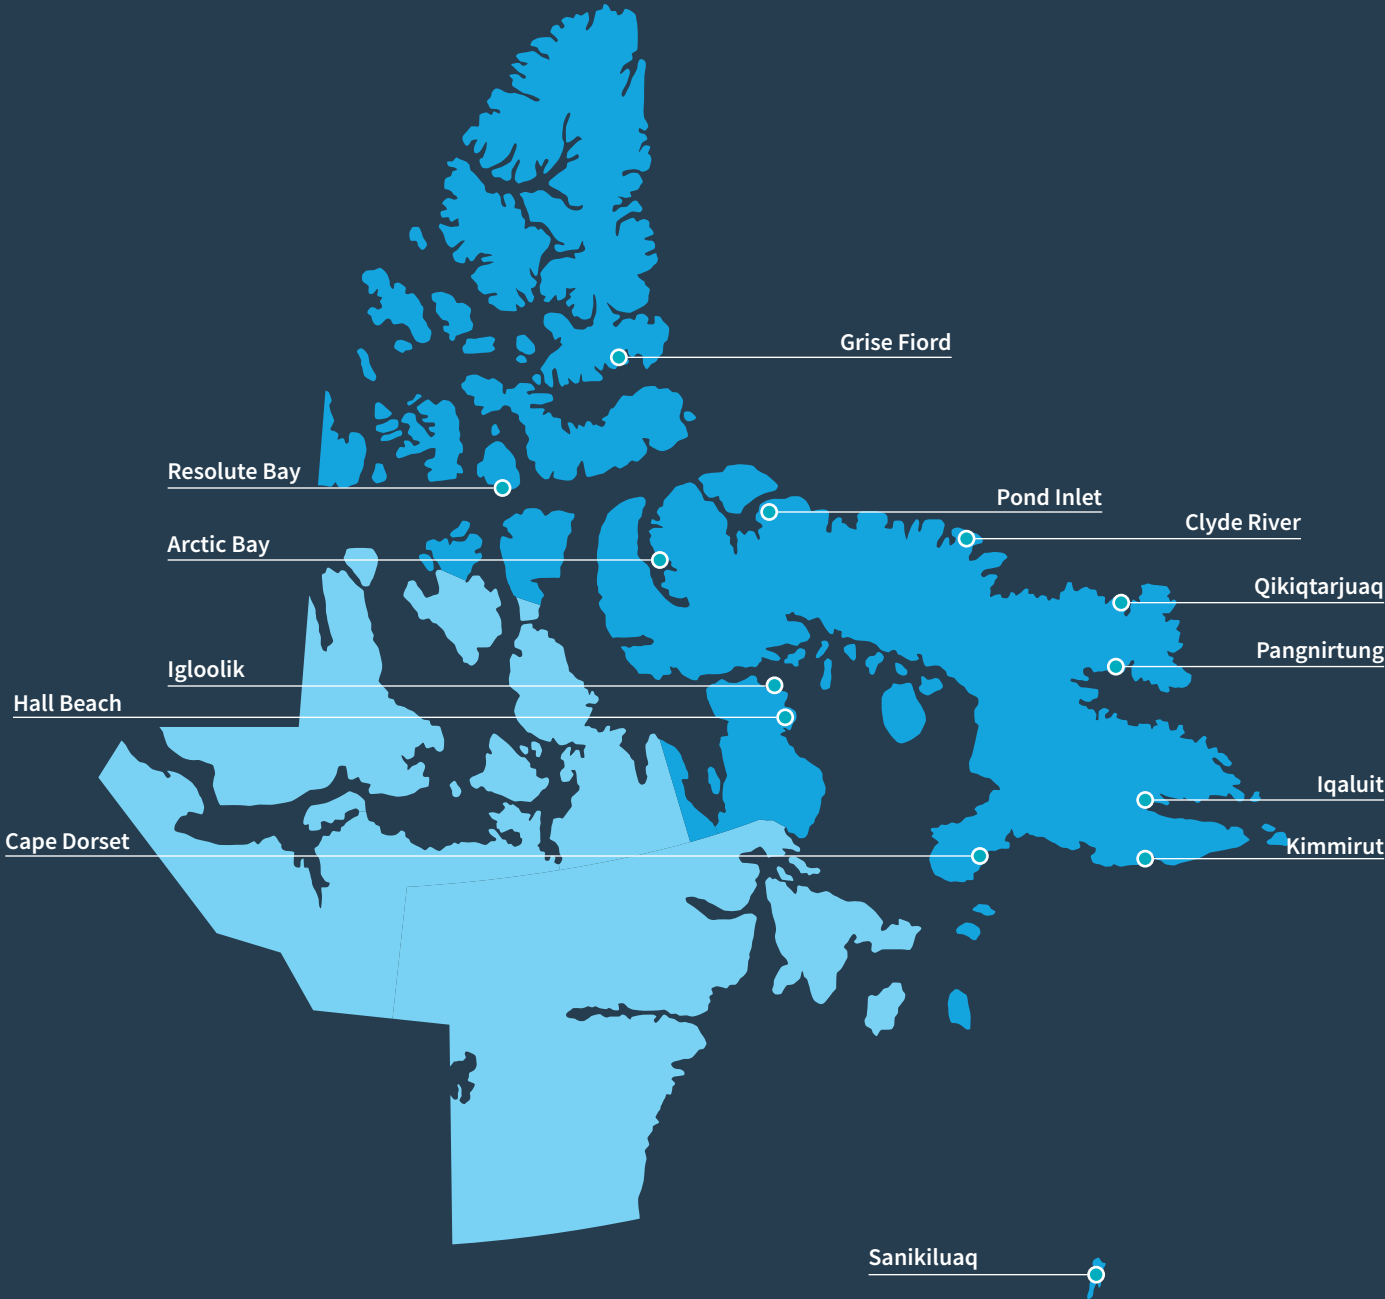 Grise Fiord
Resolute Bay
Pond Inlet
Clyde River
Arctic Bay
Qikiqtarjuaq
Pangnirtung
Igloolik
Hall Beach
Iqaluit
Cape Dorset
Kimmirut
Sanikiluaq